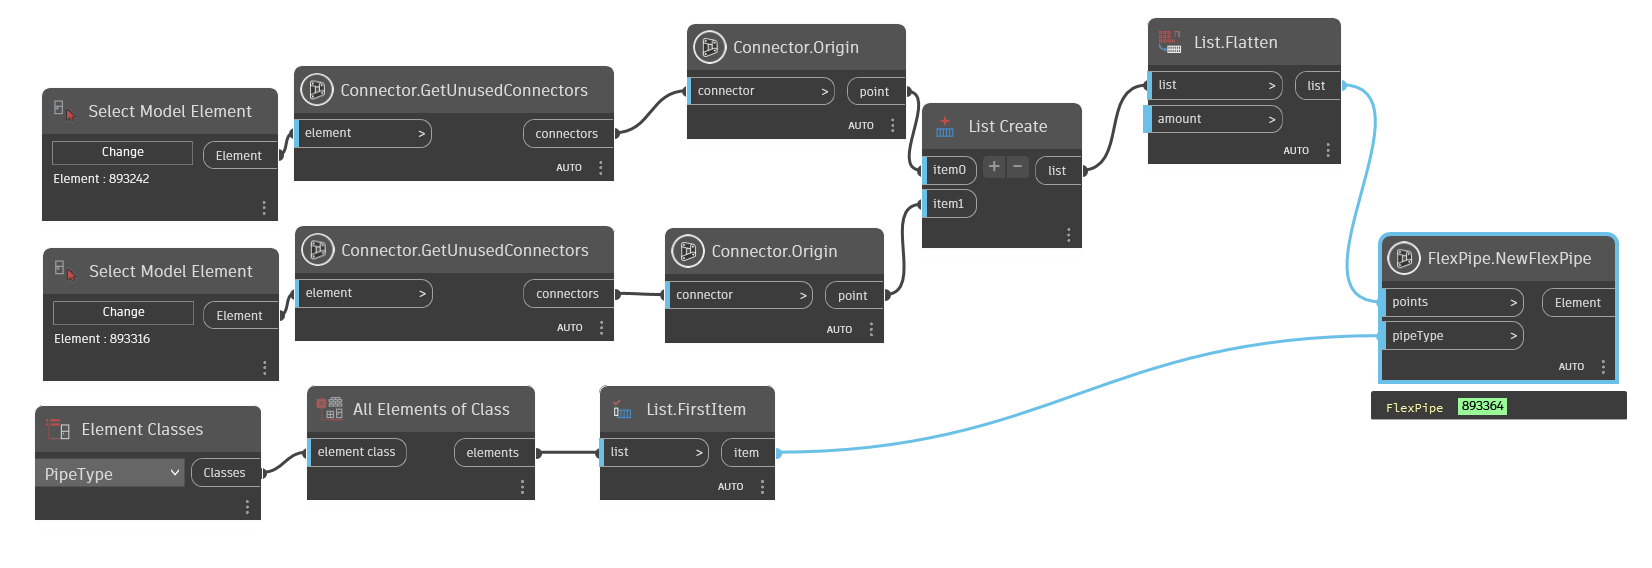 Select Model Element
Change
Element
Element : 893242
Connector.GetUnusedConnectors
element >
connectors
AUTO
Connector.Origin
connector >
point
AUTO
List Create
item0
+ −
list
item1
List.Flatten
list >
list
amount >
AUTO
Select Model Element
Change
Element
Element : 893316
Connector.GetUnusedConnectors
element >
connectors
AUTO
Connector.Origin
connector >
point
AUTO
FlexPipe.NewFlexPipe
points >
Element
pipeType >
AUTO
FlexPipe 893364
Element Classes
PipeType
Classes
All Elements of Class
element class
elements
List.FirstItem
list >
item
AUTO